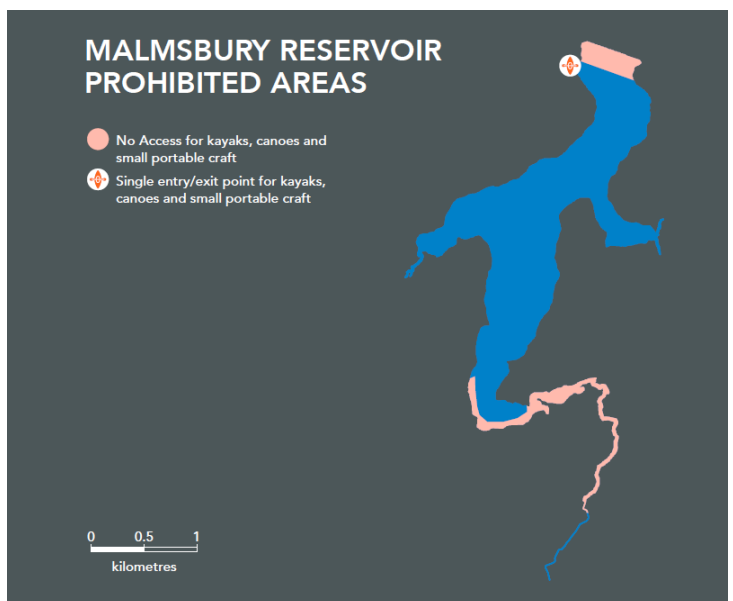 MALMSBURY RESERVOIR
PROHIBITED AREAS
No Access for kayaks, canoes and
small portable craft
Single entry/exit point for kayaks,
canoes and small portable craft
0 0.5 1
kilometres